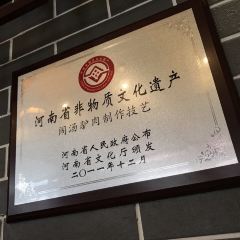 河南省非物质文化遗产
闾汤驴肉制作技艺
河南省人民政府公布
河南省文化厅颁发
二〇一一年十二月